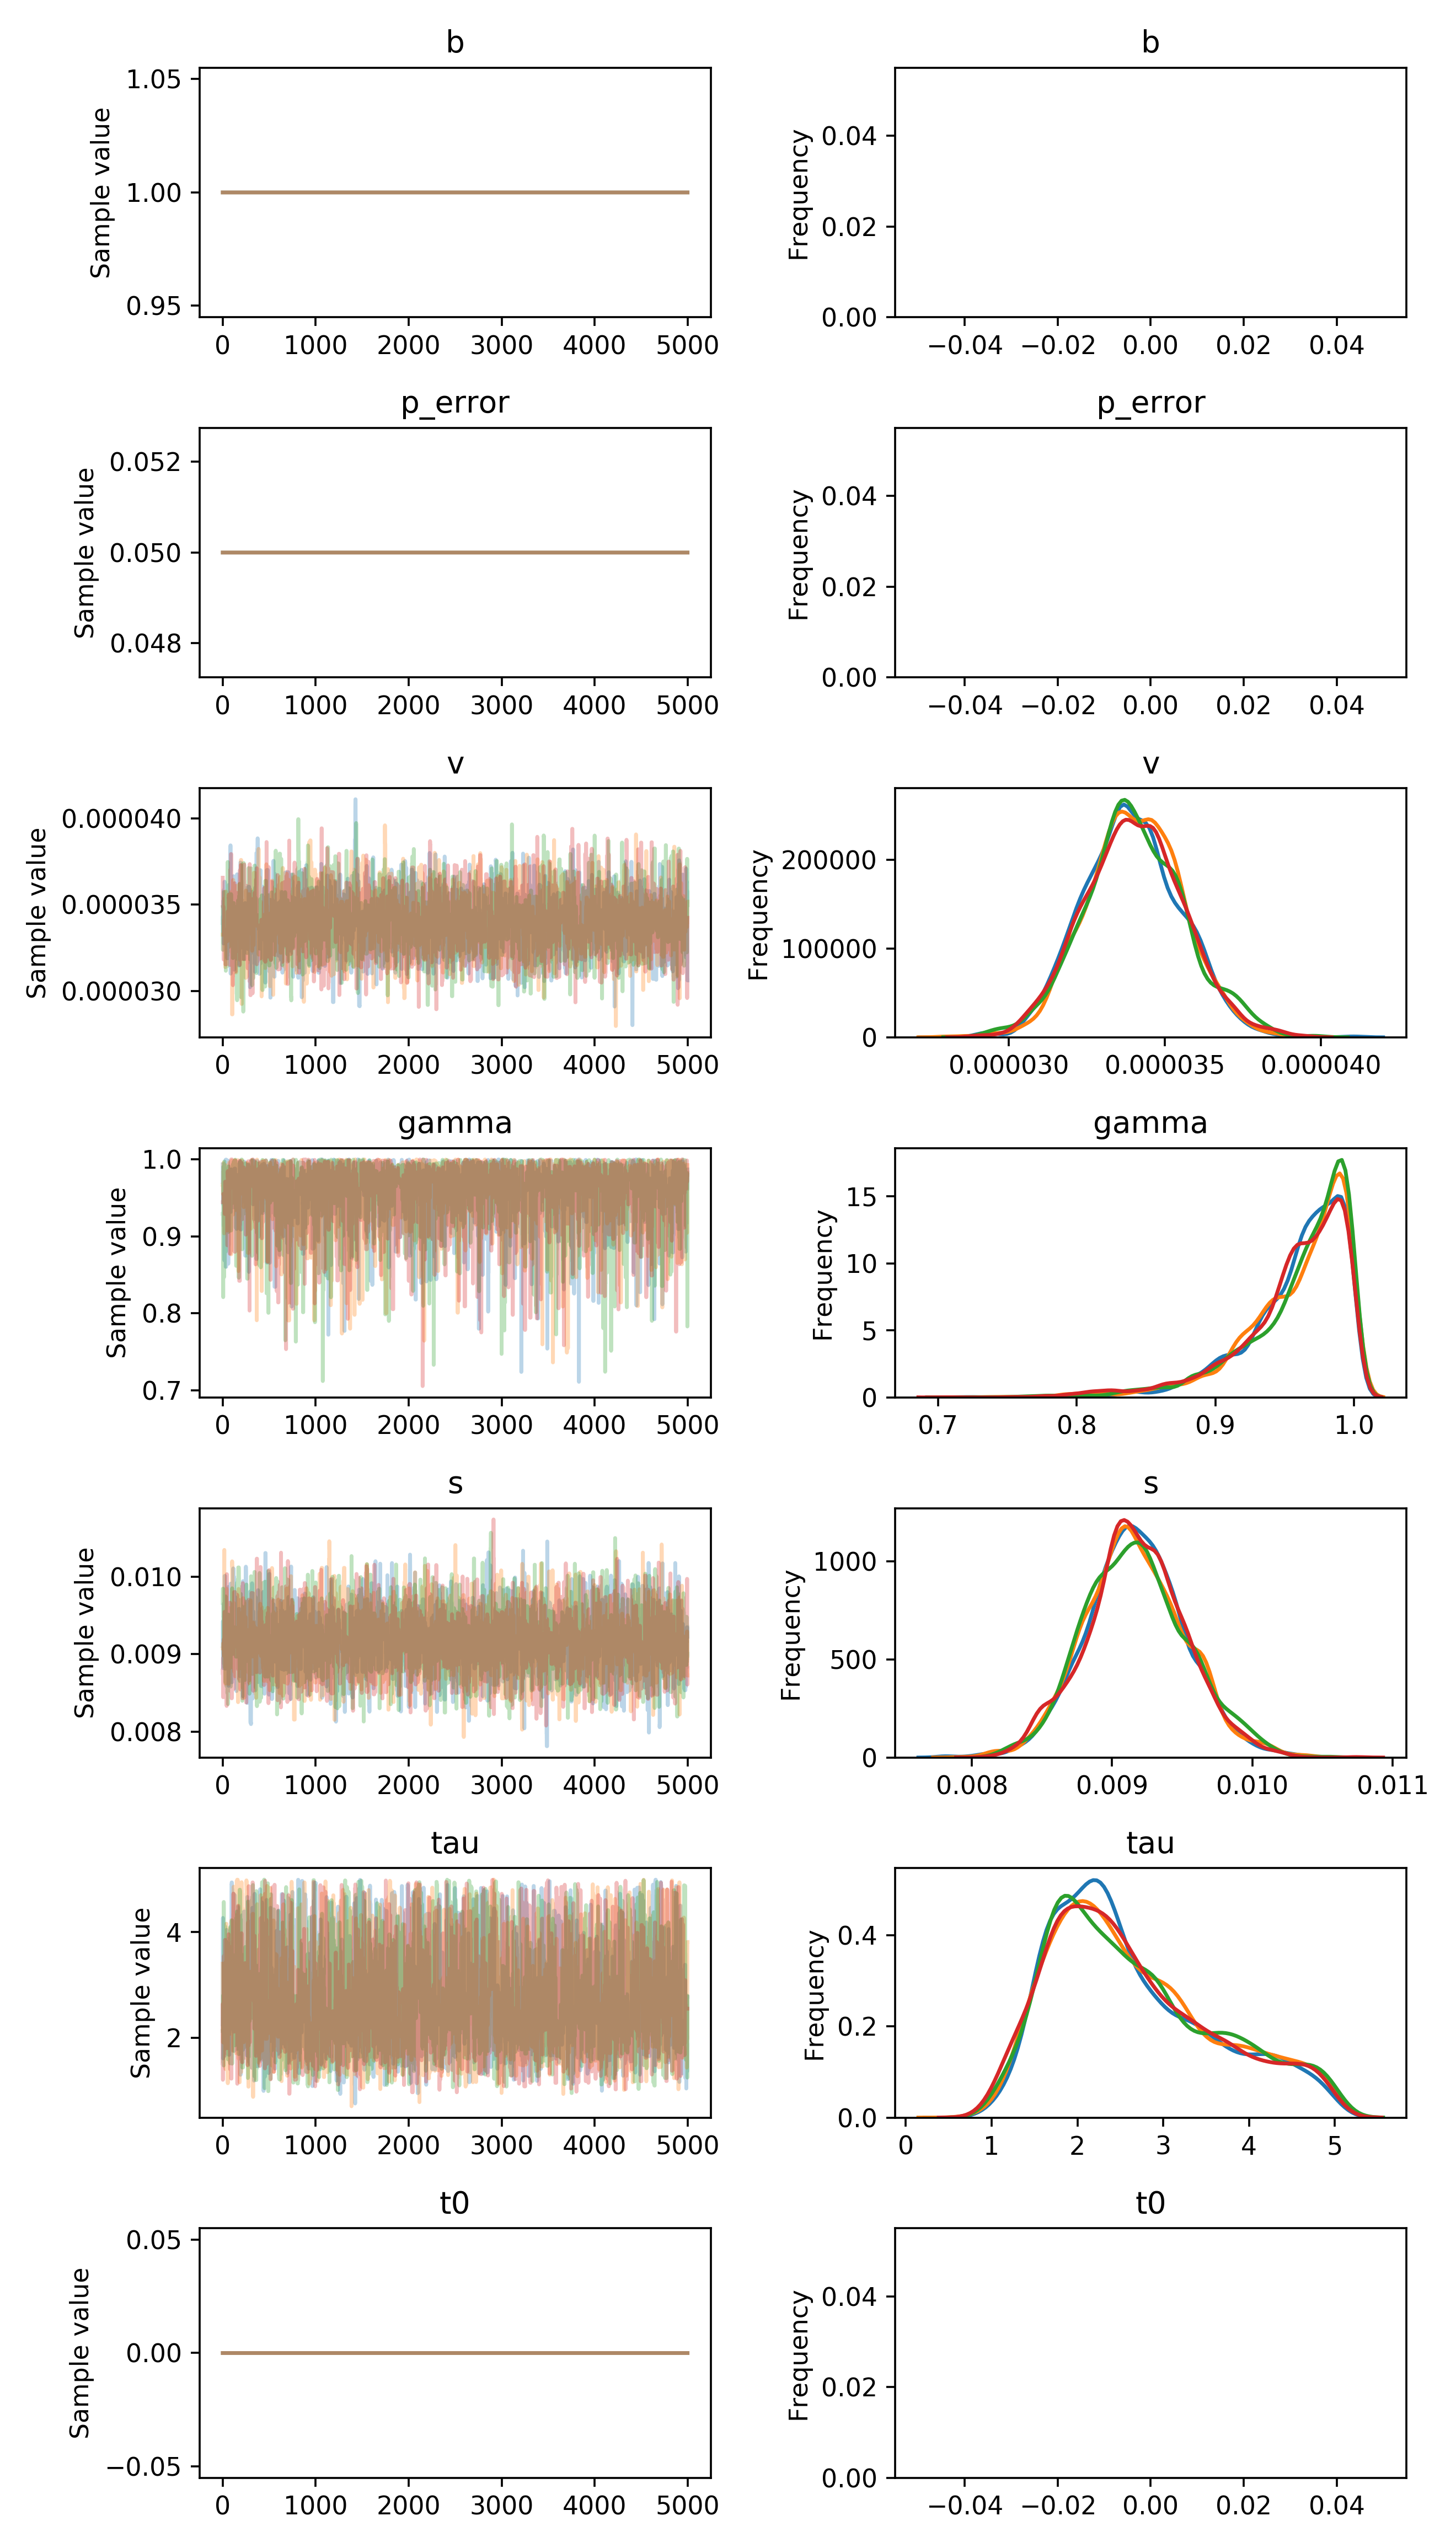 b
Sample value
1.05
1.00
0.95
0 1000 2000 3000 4000 5000
b
Frequency
0.04
0.02
0.00
−0.04 −0.02 0.00 0.02 0.04
p_error
Sample value
0.052
0.050
0.048
0 1000 2000 3000 4000 5000
p_error
Frequency
0.04
0.02
0.00
−0.04 −0.02 0.00 0.02 0.04
v
Sample value
0.000040
0.000035
0.000030
0 1000 2000 3000 4000 5000
v
Frequency
200000
100000
0
0.000030 0.000035 0.000040
gamma
Sample value
1.0
0.9
0.8
0.7
0 1000 2000 3000 4000 5000
gamma
Frequency
15
10
5
0
0.7 0.8 0.9 1.0
s
Sample value
0.010
0.009
0.008
0 1000 2000 3000 4000 5000
s
Frequency
1000
500
0
0.008 0.009 0.010 0.011
tau
Sample value
4
2
0 1000 2000 3000 4000 5000
tau
Frequency
0.4
0.2
0.0
0 1 2 3 4 5
t0
Sample value
0.05
0.00
−0.05
0 1000 2000 3000 4000 5000
t0
Frequency
0.04
0.02
0.00
−0.04 −0.02 0.00 0.02 0.04